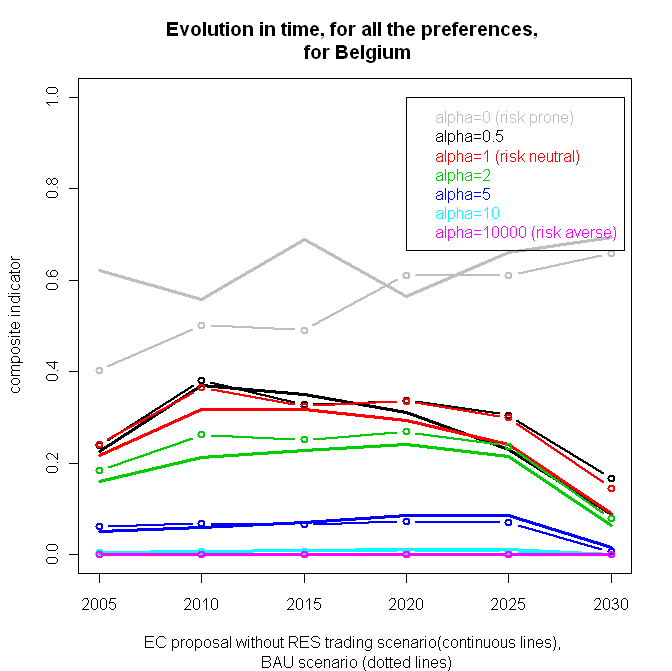 Evolution in time, for all the preferences,
for Belgium
alpha=0 (risk prone)
alpha=0.5
alpha=1 (risk neutral)
alpha=2
alpha=5
alpha=10
alpha=10000 (risk averse)
composite indicator
1.0
0.8
0.6
0.4
0.2
0.0
2005 2010 2015 2020 2025 2030
EC proposal without RES trading scenario(continuous lines),
BAU scenario (dotted lines)